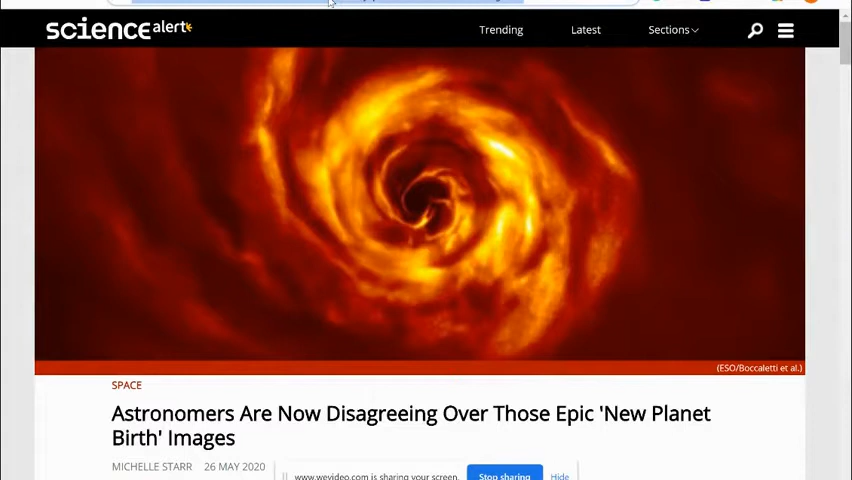 sciencealert
Trending Latest Sections
(ESO/Boccaletti et al.)
SPACE
Astronomers Are Now Disagreeing Over Those Epic 'New Planet
Birth' Images
MICHELLE STARR 26 MAY 2020
www.wevideo.com is sharing your screen. Stop sharing Hide